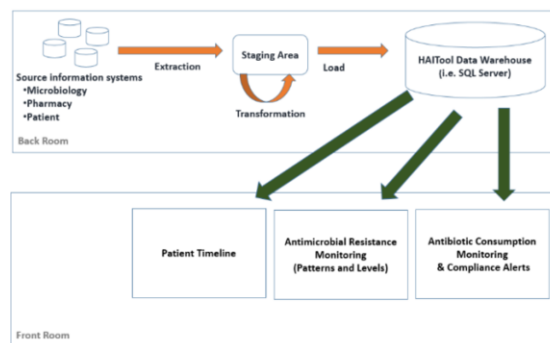 Extraction
Staging Area
Load
HAITool Data Warehouse
(i.e. SQL Server)
Source information systems
•Microbiology
•Pharmacy
•Patient
Transformation
Back Room
Patient Timeline
Antimicrobial Resistance
Monitoring
(Patterns and Levels)
Antibiotic Consumption
Monitoring
& Compliance Alerts
Front Room